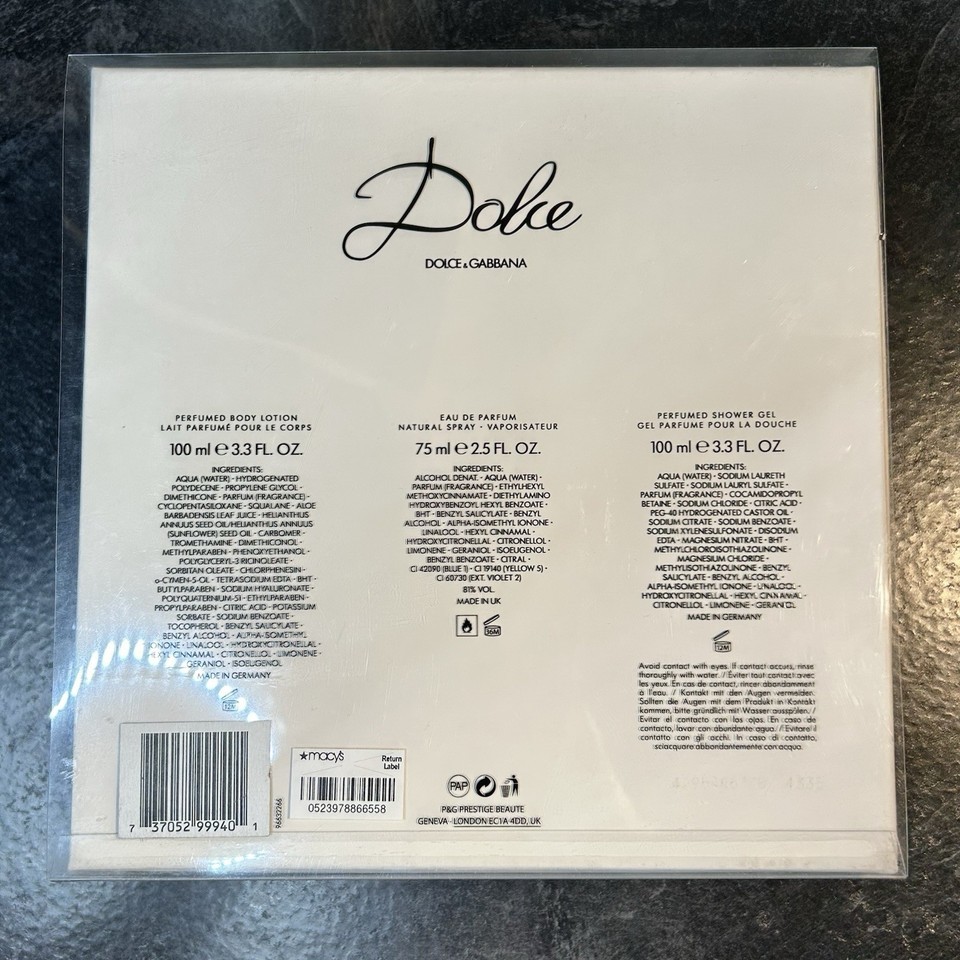 Dolce
DOLCE & GABBANA
PERFUMED BODY LOTION
LAIT PARFUMÉ POUR LE CORPS
100 ml e 3.3 FL. OZ.
INGREDIENTS:
AQUA (WATER) • HYDROGENATED
POLYDECENE • PROPYLENE GLYCOL •
DIMETHICONE • PARFUM (FRAGRANCE) •
CYCLOPENTASILOXANE • SQUALANE • ALOE
BARBADENSIS LEAF JUICE • HELIANTHUS
ANNUUS SEED OIL/HELIANTHUS ANNUUS
(SUNFLOWER) SEED OIL • CARBOMER •
TROMETHAMINE • DIMETHICONOL •
METHYLPARABEN • PHENOXYETHANOL •
POLYGLYCERYL-3 RICINOLEATE •
SORBITAN OLEATE • CHLORPHENESIN •
o-CYMEN-5-OL • TETRASODIUM EDTA • BHT •
BUTYLPARABEN • SODIUM HYALURONATE •
POLYQUATERNIUM-51 • ETHYLPARABEN •
PROPYLPARABEN • CITRIC ACID • POTASSIUM
SORBATE • SODIUM BENZOATE •
TOCOPHEROL • BENZYL SALICYLATE •
BENZYL ALCOHOL • ALPHA-ISOMETHYL
IONONE • LINALOOL • HYDROXYCITRONELLAL •
HEXYL CINNAMAL • CITRONELLOL • LIMONENE •
GERANIOL • ISOEUGENOL
MADE IN GERMANY
12M
EAU DE PARFUM
NATURAL SPRAY • VAPORISATEUR
75 ml e 2.5 FL. OZ.
INGREDIENTS:
ALCOHOL DENAT. • AQUA (WATER) •
PARFUM (FRAGRANCE) • ETHYLHEXYL
METHOXYCINNAMATE • DIETHYLAMINO
HYDROXYBENZOYL HEXYL BENZOATE •
BHT • BENZYL SALICYLATE • BENZYL
ALCOHOL • ALPHA-ISOMETHYL IONONE •
LINALOOL • HEXYL CINNAMAL •
HYDROXYCITRONELLAL • CITRONELLOL •
LIMONENE • GERANIOL • ISOEUGENOL •
BENZYL BENZOATE • CITRAL •
CI 42090 (BLUE 1) • CI 19140 (YELLOW 5) •
CI 60730 (EXT. VIOLET 2)
81% VOL.
MADE IN UK
36M
PERFUMED SHOWER GEL
GEL PARFUMÉ POUR LA DOUCHE
100 ml e 3.3 FL. OZ.
INGREDIENTS:
AQUA (WATER) • SODIUM LAURETH
SULFATE • SODIUM LAURYL SULFATE •
PARFUM (FRAGRANCE) • COCAMIDOPROPYL
BETAINE • SODIUM CHLORIDE • CITRIC ACID •
PEG-40 HYDROGENATED CASTOR OIL •
SODIUM CITRATE • SODIUM BENZOATE •
SODIUM XYLENESULFONATE • DISODIUM
EDTA • MAGNESIUM NITRATE • BHT •
METHYLCHLOROISOTHIAZOLINONE •
MAGNESIUM CHLORIDE •
METHYLISOTHIAZOLINONE • BENZYL
SALICYLATE • BENZYL ALCOHOL •
ALPHA-ISOMETHYL IONONE • LINALOOL •
HYDROXYCITRONELLAL • HEXYL CINNAMAL •
CITRONELLOL • LIMONENE • GERANIOL
MADE IN GERMANY
12M
Avoid contact with eyes. If contact occurs, rinse
thoroughly with water. / Éviter tout contact avec
les yeux. En cas de contact, rincer abondamment
à l'eau. / Kontakt mit den Augen vermeiden.
Sollten die Augen mit dem Produkt in Kontakt
kommen, bitte gründlich mit Wasser ausspülen. /
Evitar el contacto con los ojos. En caso de
contacto, lavar con abundante agua. / Evitare il
contatto con gli occhi. In caso di contatto,
sciacquare abbondantemente con acqua.
7 37052 99940 1
96632266
★macy's
Return
Label
0523978866558
PAP
P&G PRESTIGE BEAUTE
GENEVA • LONDON EC1A 4DD, UK